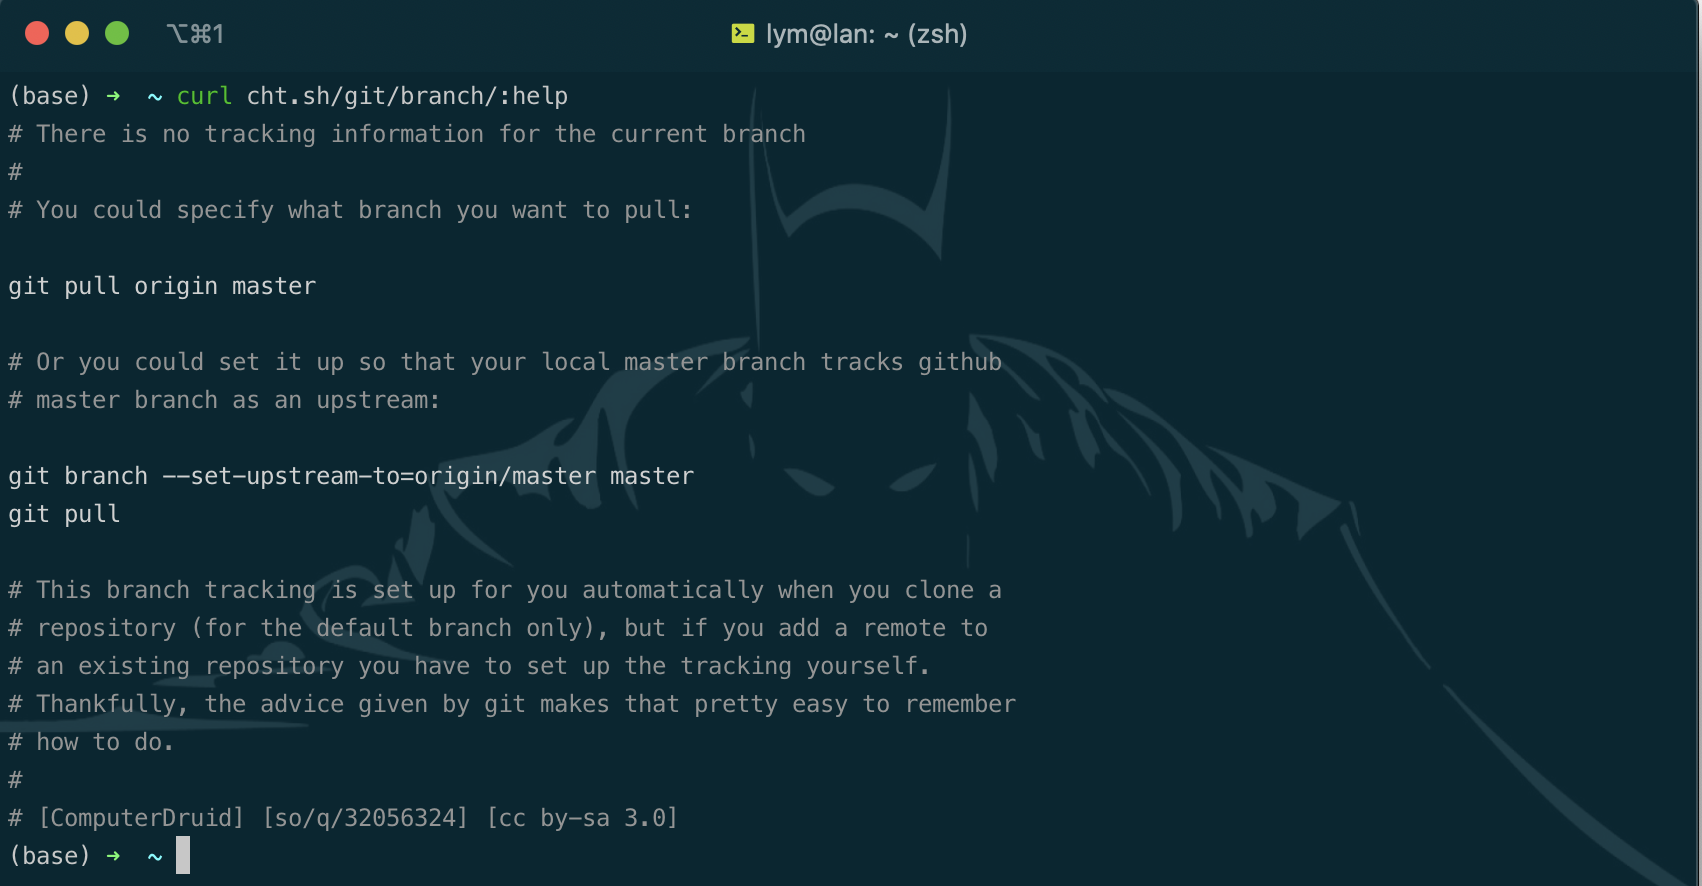 ⌥⌘1
lym@lan: ~ (zsh)
(base) ➜  ~ curl cht.sh/git/branch/:help
# There is no tracking information for the current branch
#
# You could specify what branch you want to pull:
git pull origin master
# Or you could set it up so that your local master branch tracks github
# master branch as an upstream:
git branch --set-upstream-to=origin/master master
git pull
# This branch tracking is set up for you automatically when you clone a
# repository (for the default branch only), but if you add a remote to
# an existing repository you have to set up the tracking yourself.
# Thankfully, the advice given by git makes that pretty easy to remember
# how to do.
#
# [ComputerDruid] [so/q/32056324] [cc by-sa 3.0]
(base) ➜  ~